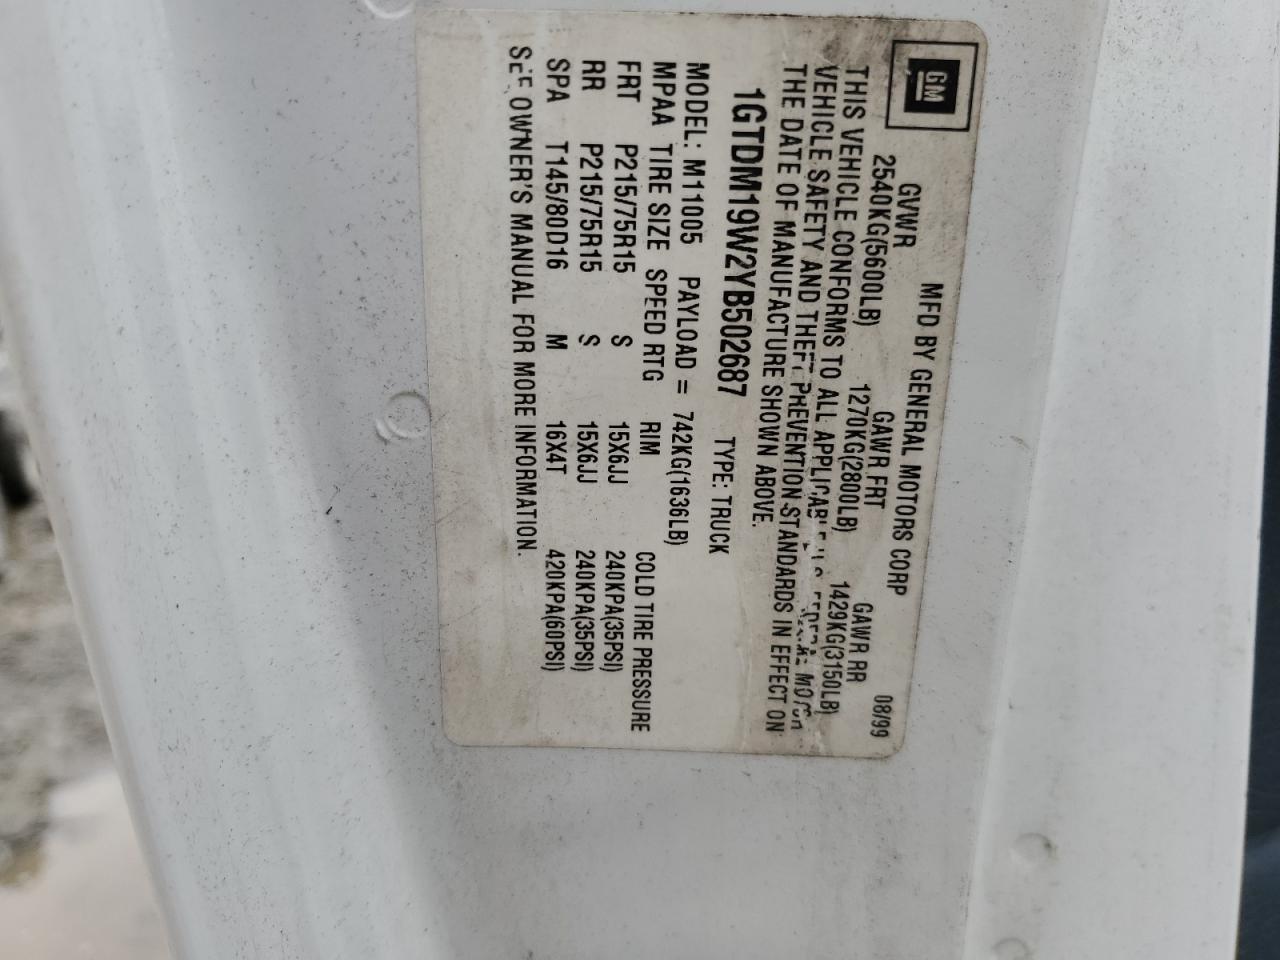 GM
MFD BY GENERAL MOTORS CORP 08/99
GVWR GAWR FRT GAWR RR
2540KG(5600LB) 1270KG(2800LB) 1429KG(3150LB)
THIS VEHICLE CONFORMS TO ALL APPLICABLE U.S. FEDERAL MOTOR
VEHICLE SAFETY AND THEFT PREVENTION STANDARDS IN EFFECT ON
THE DATE OF MANUFACTURE SHOWN ABOVE.
1GTDM19W2YB502687 TYPE: TRUCK
MODEL: M11005 PAYLOAD = 742KG(1636LB)
MPAA TIRE SIZE SPEED RTG RIM COLD TIRE PRESSURE
FRT P215/75R15 S 15X6JJ 240KPA(35PSI)
RR P215/75R15 S 15X6JJ 240KPA(35PSI)
SPA T145/80D16 M 16X4T 420KPA(60PSI)
SEE OWNER'S MANUAL FOR MORE INFORMATION.